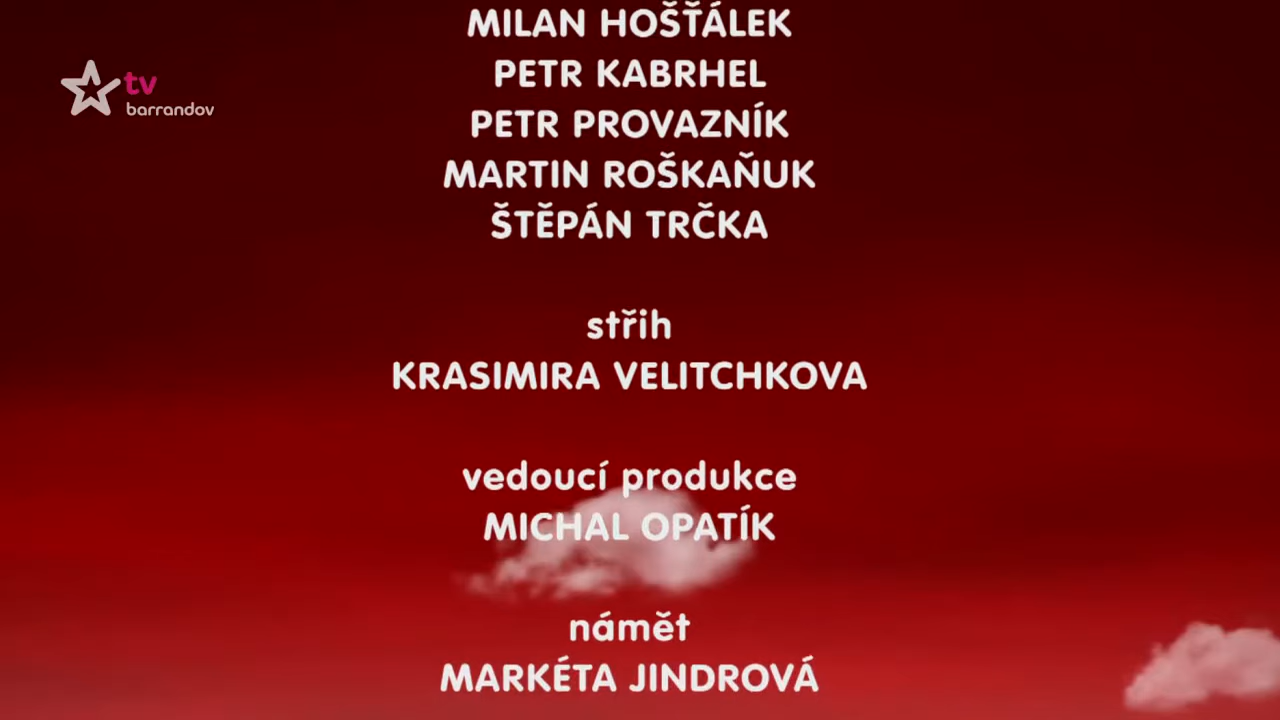 MILAN HOŠŤÁLEK
tv
barrandov
PETR KABRHEL
PETR PROVAZNÍK
MARTIN ROŠKAŇUK
ŠTĚPÁN TRČKA
střih
KRASIMIRA VELITCHKOVA
vedoucí produkce
MICHAL OPATÍK
námět
MARKÉTA JINDROVÁ